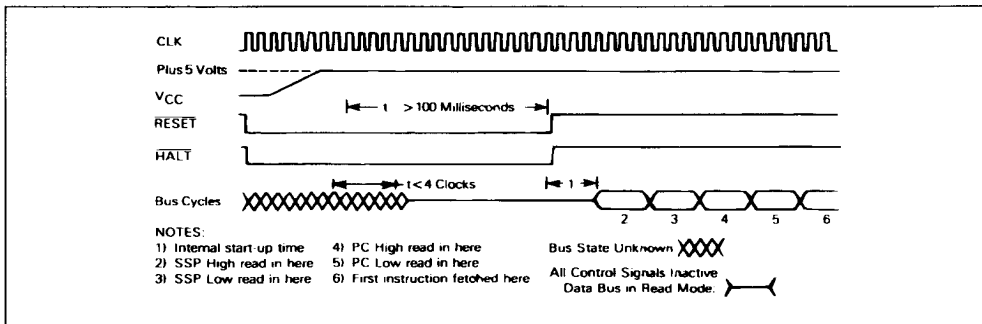 CLK
Plus 5 Volts
VCC
t > 100 Milliseconds
RESET
HALT
t < 4 Clocks
1
Bus Cycles
2 3 4 5 6
NOTES:
1) Internal start-up time
2) SSP High read in here
3) SSP Low read in here
4) PC High read in here
5) PC Low read in here
6) First instruction fetched here
Bus State Unknown
All Control Signals Inactive
Data Bus in Read Mode: